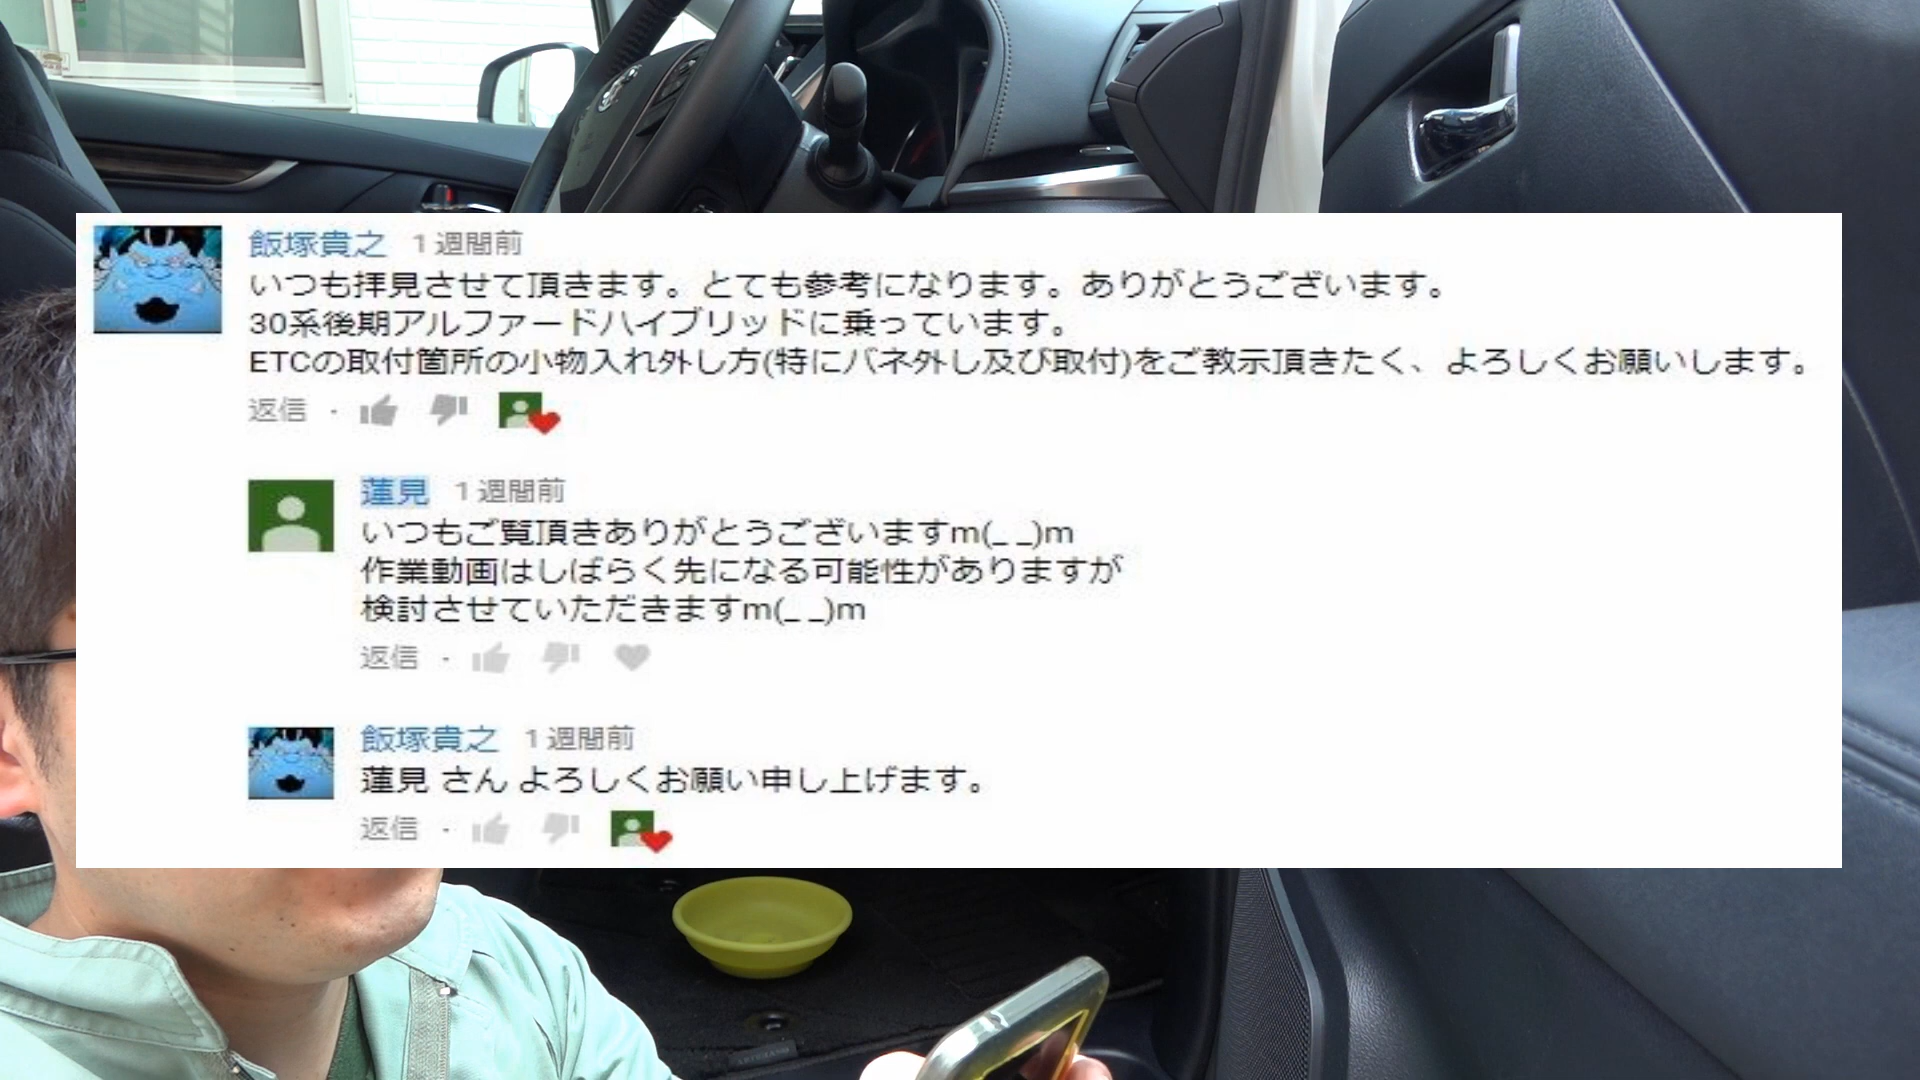 飯塚貴之 1 週間前
いつも拝見させて頂きます。とても参考になります。ありがとうございます。
30系後期アルファードハイブリッドに乗っています。
ETCの取付箇所の小物入れ外し方(特にバネ外し及び取付)をご教示頂きたく、よろしくお願いします。
返信
蓮見 1 週間前
いつもご覧頂きありがとうございますm(_ _)m
作業動画はしばらく先になる可能性がありますが
検討させていただきますm(_ _)m
返信
飯塚貴之 1 週間前
蓮見 さん よろしくお願い申し上げます。
返信